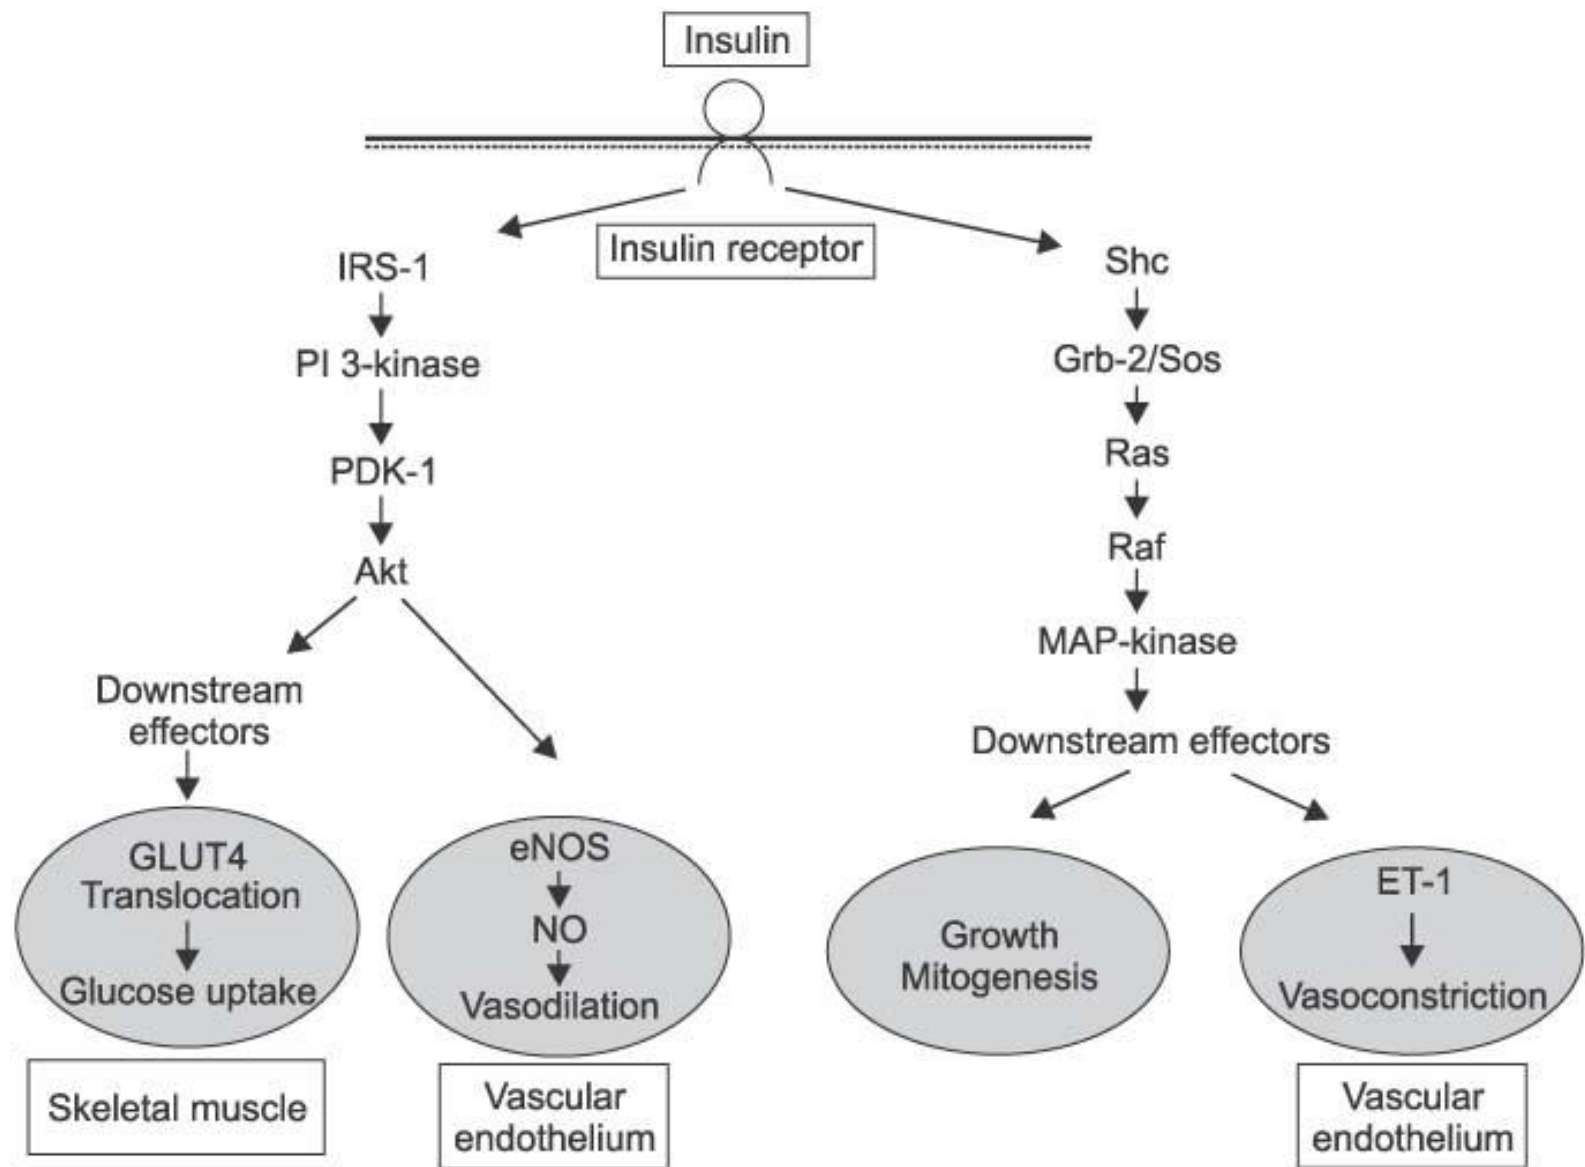 Insulin
Insulin receptor
IRS-1
PI 3-kinase
PDK-1
Akt
Downstream
effectors
GLUT4
Translocation
Glucose uptake
Skeletal muscle
eNOS
NO
Vasodilation
Vascular
endothelium
Shc
Grb-2/Sos
Ras
Raf
MAP-kinase
Downstream effectors
Growth
Mitogenesis
ET-1
Vasoconstriction
Vascular
endothelium